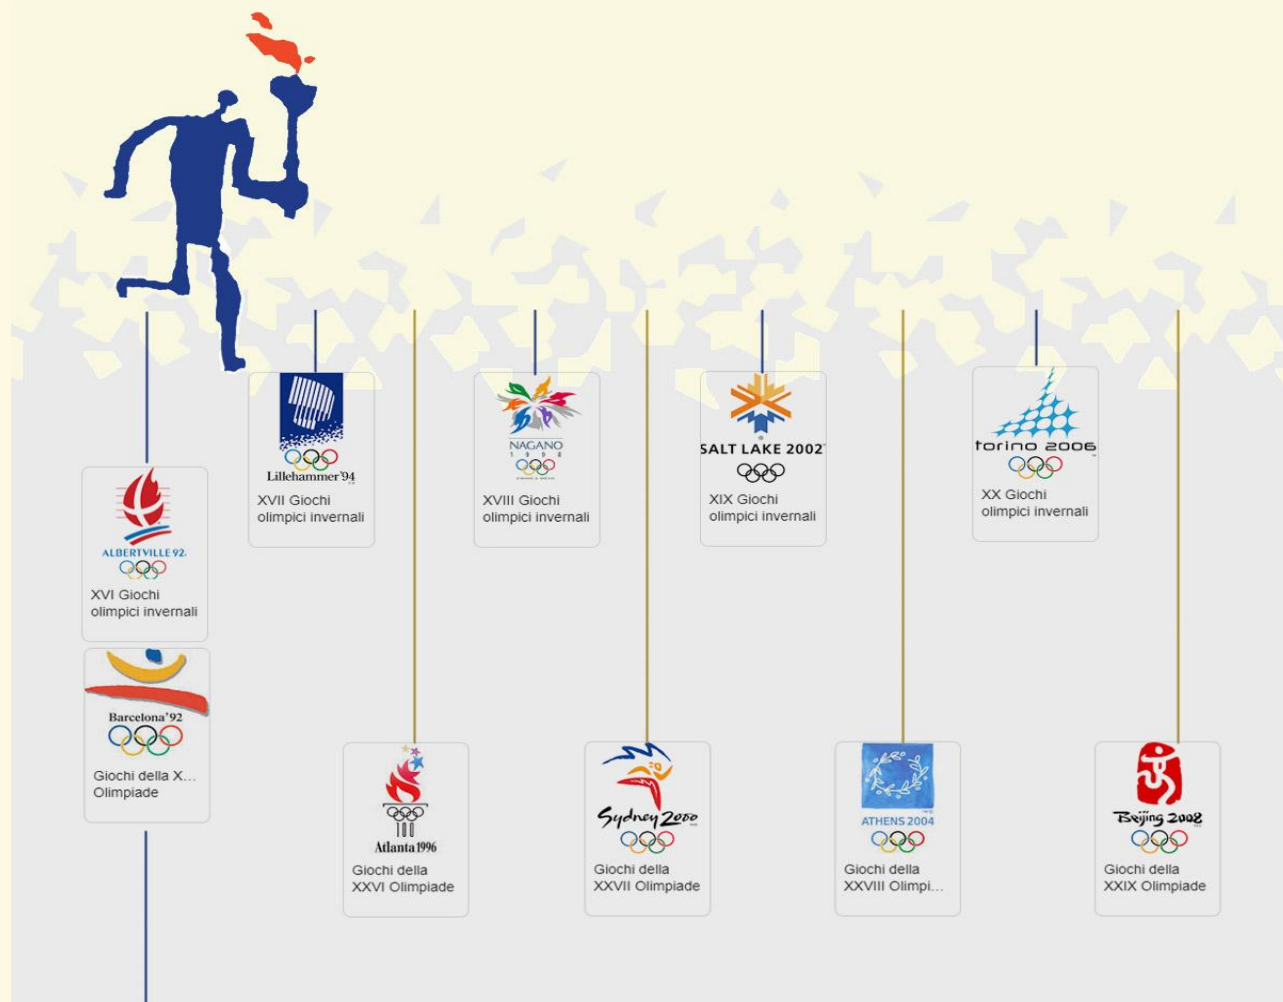 Lillehammer'94
XVII Giochi
olimpici invernali
NAGANO
1998
XVIII Giochi
olimpici invernali
SALT LAKE 2002
XIX Giochi
olimpici invernali
torino 2006
XX Giochi
olimpici invernali
ALBERTVILLE 92
XVI Giochi
olimpici invernali
Barcelona'92
Giochi della X...
Olimpiade
100
Atlanta 1996
Giochi della
XXVI Olimpiade
Sydney 2000
Giochi della
XXVII Olimpiade
ATHENS 2004
Giochi della
XXVIII Olimpi...
Beijing 2008
Giochi della
XXIX Olimpiade